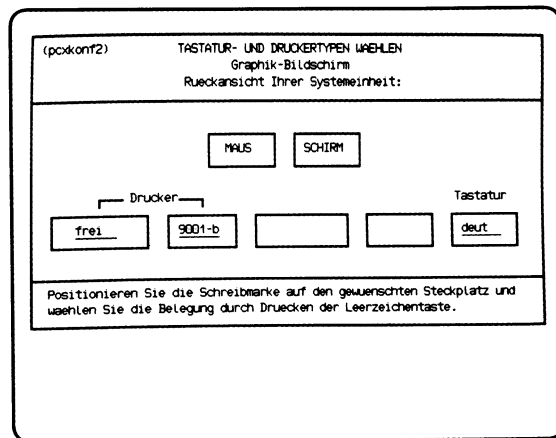 (pcxkonf2) TASTATUR- UND DRUCKERTYPEN WAEHLEN
Graphik-Bildschirm
Rueckansicht Ihrer Systemeinheit:
MAUS SCHIRM
Drucker Tastatur
frei 9001-b deut
Positionieren Sie die Schreibmarke auf den gewuenschten Steckplatz und
waehlen Sie die Belegung durch Druecken der Leerzeichentaste.